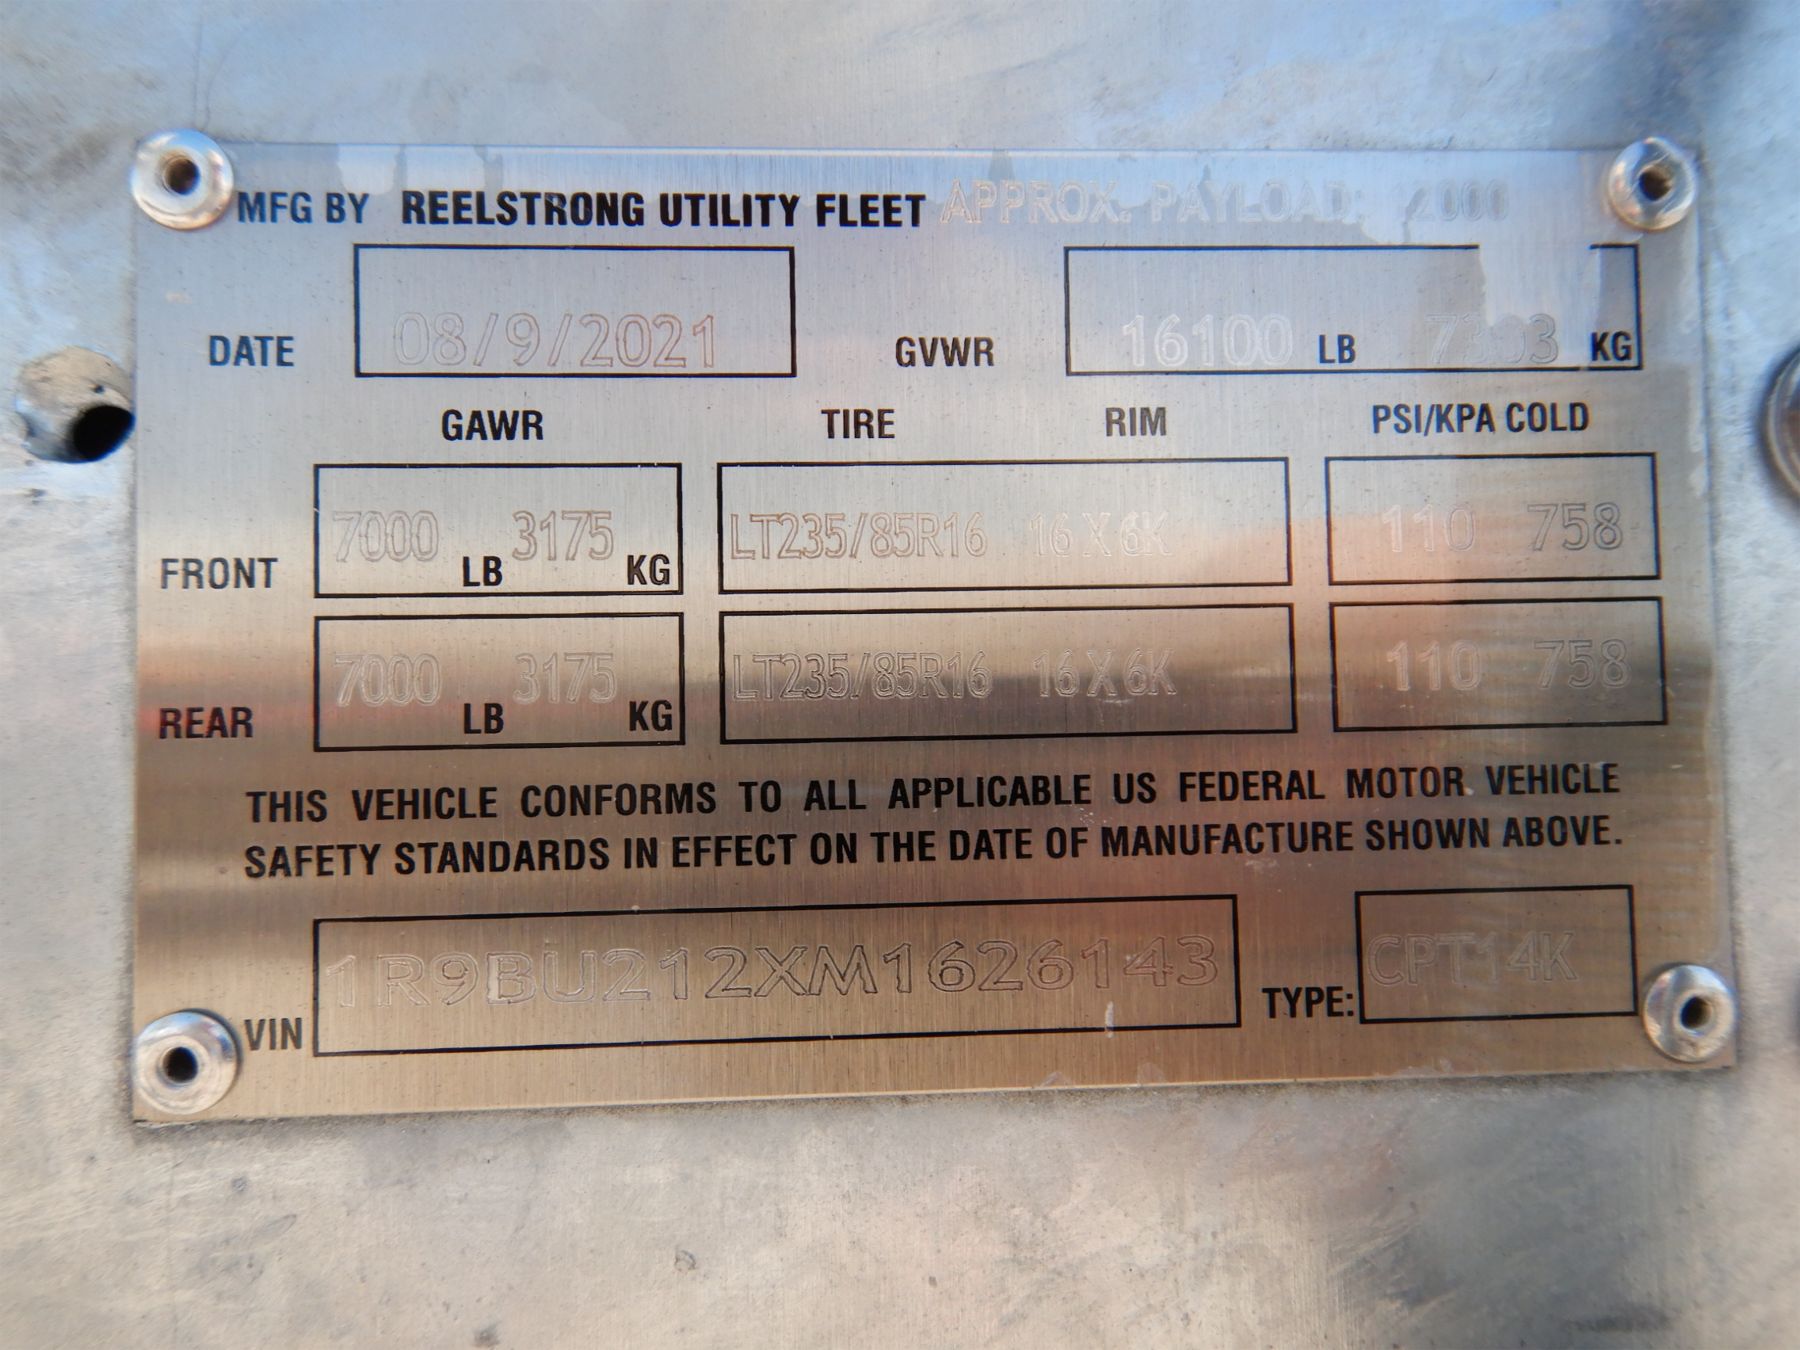 MFG BY REELSTRONG UTILITY FLEET APPROX. PAYLOAD: 12000
DATE 08/9/2021 GVWR 16100 LB 7303 KG
GAWR TIRE RIM PSI/KPA COLD
FRONT 7000 LB 3175 KG LT235/85R16 16 X 6K 110 758
REAR 7000 LB 3175 KG LT235/85R16 16 X 6K 110 758
THIS VEHICLE CONFORMS TO ALL APPLICABLE US FEDERAL MOTOR VEHICLE
SAFETY STANDARDS IN EFFECT ON THE DATE OF MANUFACTURE SHOWN ABOVE.
VIN 1R9BU212XM1626143 TYPE: CPT14K